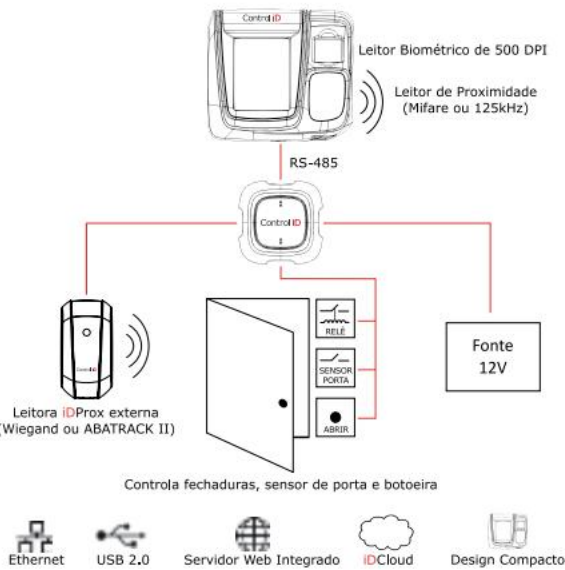 Control iD
Leitor Biométrico de 500 DPI
Leitor de Proximidade
(Mifare ou 125kHz)
RS-485
Control iD
RELÉ
SENSOR
PORTA
ABRIR
Fonte
12V
Control iD
Leitora iDProx externa
(Wiegand ou ABATRACK II)
Controla fechaduras, sensor de porta e botoeira
Ethernet
USB 2.0
Servidor Web Integrado
iDCloud
Design Compacto